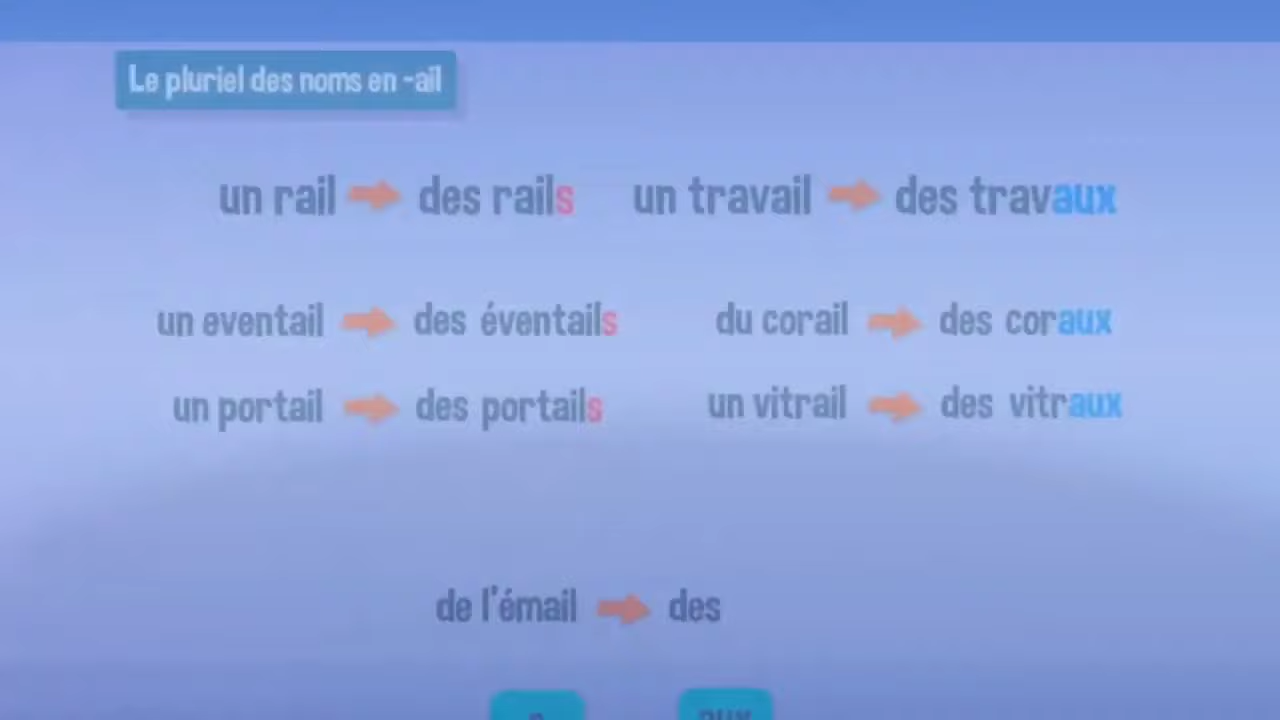 Le pluriel des noms en -ail
un rail des rails un travail des travaux
un eventail des éventails du corail des coraux
un portail des portails un vitrail des vitraux
de l'émail des
aux